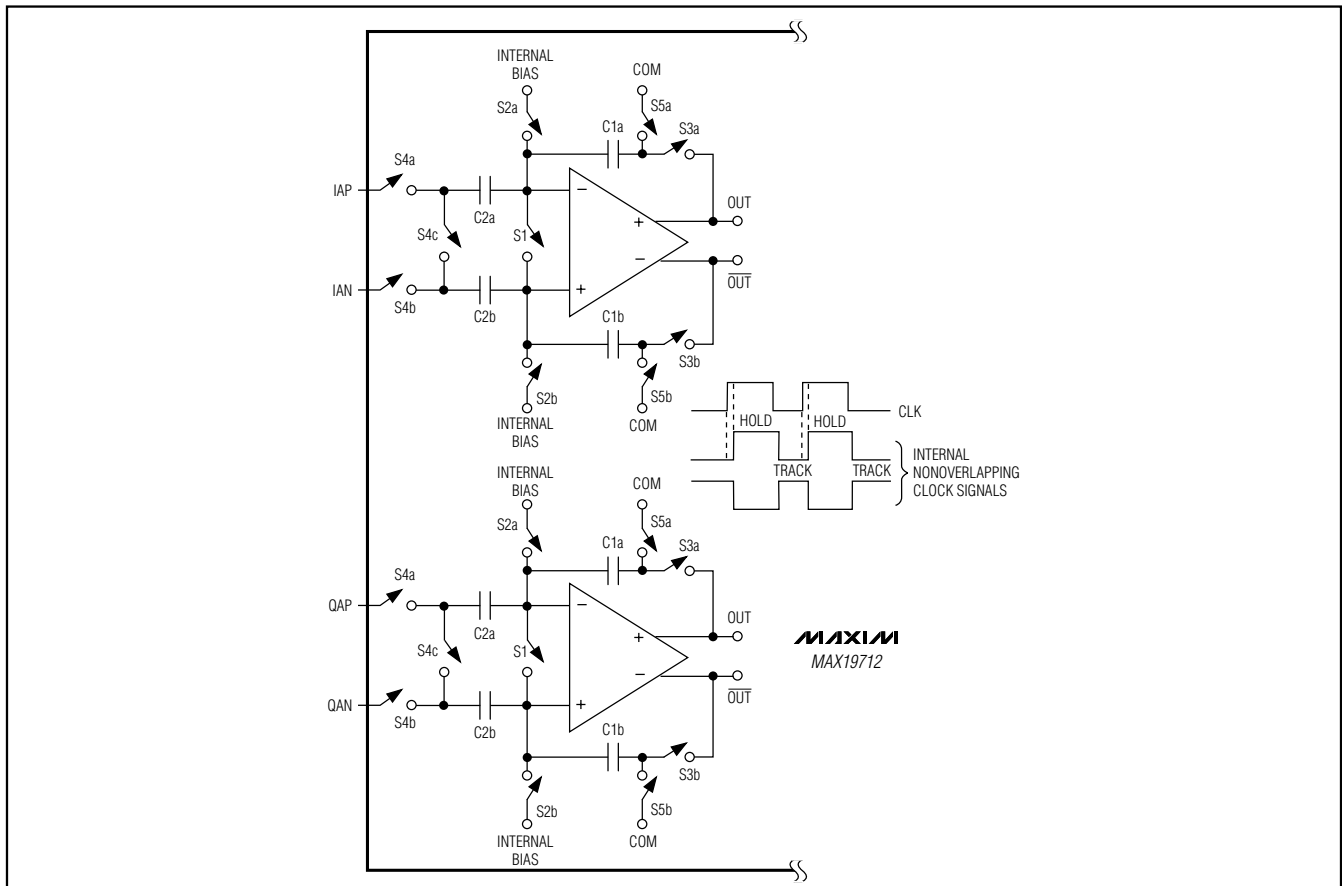 INTERNAL
BIAS
COM
S2a
S5a
C1a
S3a
S4a
IAP
OUT
C2a
S4c
S1
−
+
+
−
OUT
IAN
S4b
C2b
C1b
S3b
S2b
S5b
INTERNAL
BIAS
COM
CLK
HOLD
HOLD
TRACK
TRACK
INTERNAL
NONOVERLAPPING
CLOCK SIGNALS
INTERNAL
BIAS
COM
S2a
S5a
C1a
S3a
S4a
QAP
OUT
C2a
S4c
S1
−
+
+
−
OUT
QAN
S4b
C2b
C1b
S3b
S2b
S5b
INTERNAL
BIAS
COM
MAXIM
MAX19712